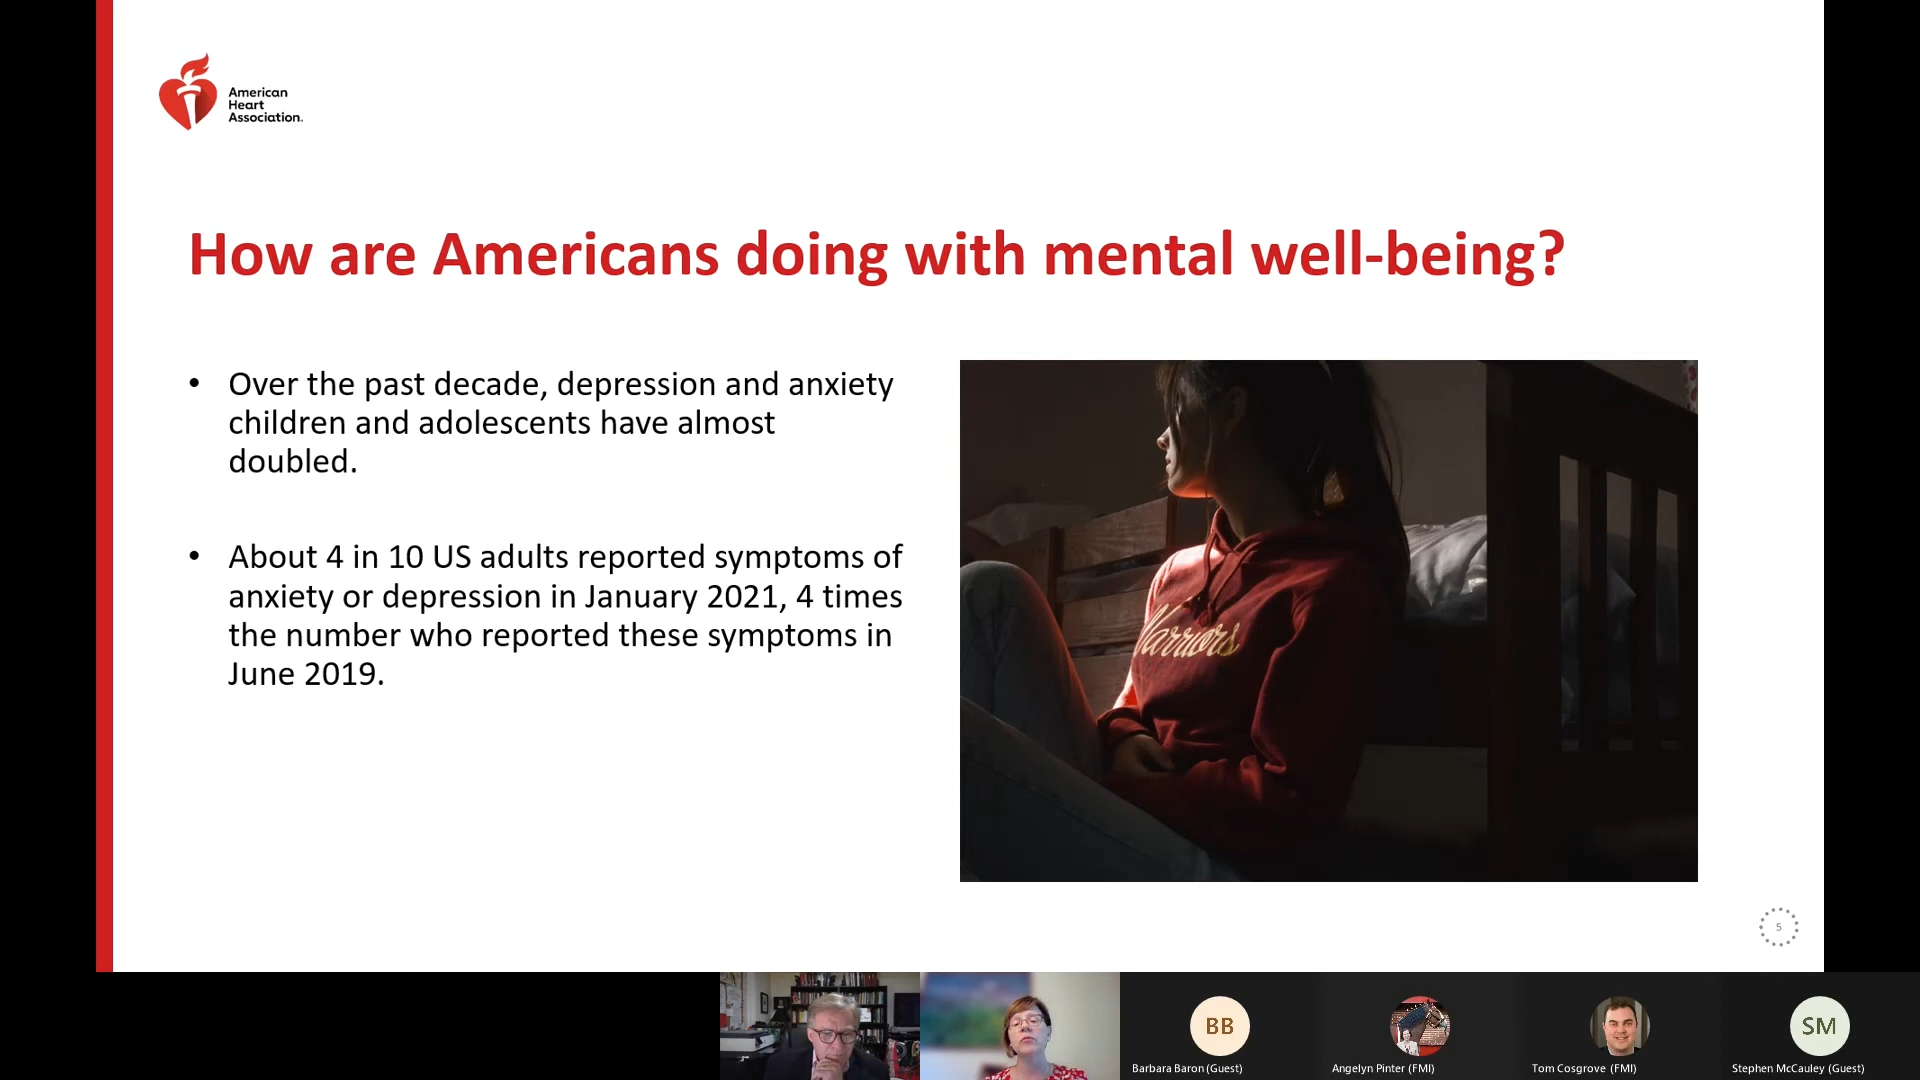 American
Heart
Association.
How are Americans doing with mental well-being?
• Over the past decade, depression and anxiety
children and adolescents have almost
doubled.
• About 4 in 10 US adults reported symptoms of
anxiety or depression in January 2021, 4 times
the number who reported these symptoms in
June 2019.
Warriors
5
BB
SM
Barbara Baron (Guest)
Angelyn Pinter (FMI)
Tom Cosgrove (FMI)
Stephen McCauley (Guest)